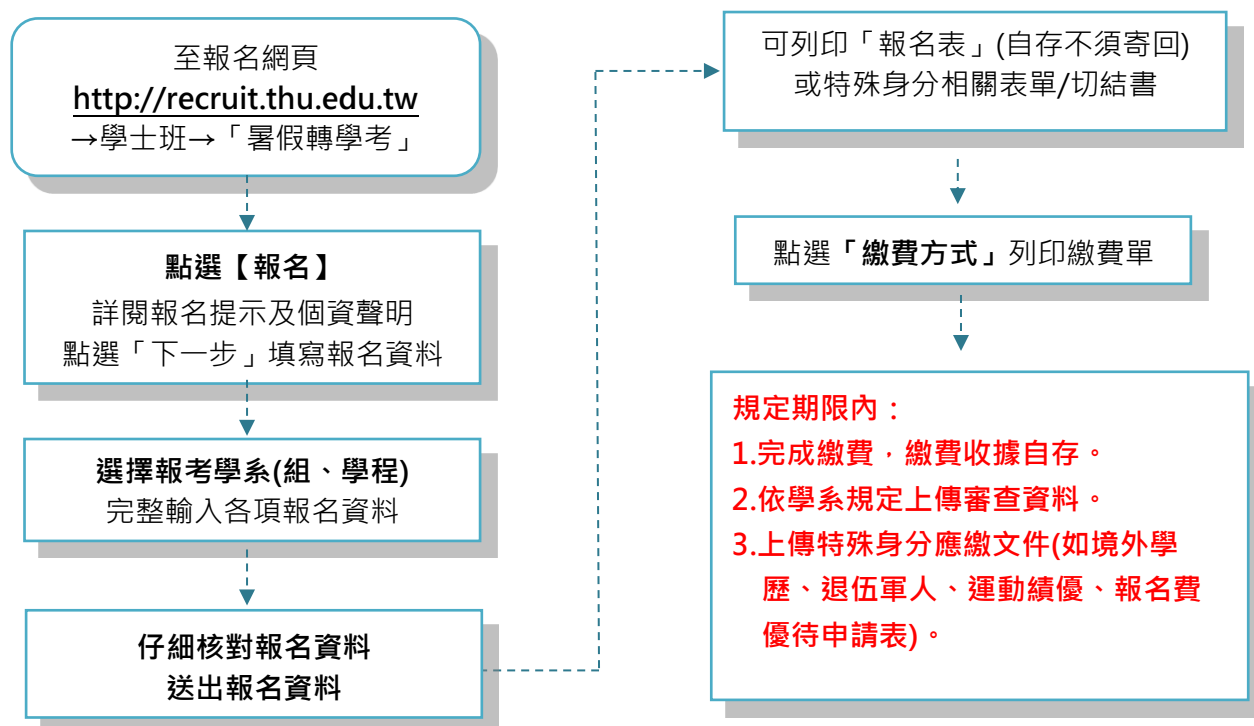 至報名網頁
http://recruit.thu.edu.tw
→學士班→「暑假轉學考」
點選【報名】
詳閱報名提示及個資聲明
點選「下一步」填寫報名資料
選擇報考學系(組、學程)
完整輸入各項報名資料
仔細核對報名資料
送出報名資料
可列印「報名表」(自存不須寄回)
或特殊身分相關表單/切結書
點選「繳費方式」列印繳費單
規定期限內：
1.完成繳費，繳費收據自存。
2.依學系規定上傳審查資料。
3.上傳特殊身分應繳文件(如境外學
歷、退伍軍人、運動績優、報名費
優待申請表)。